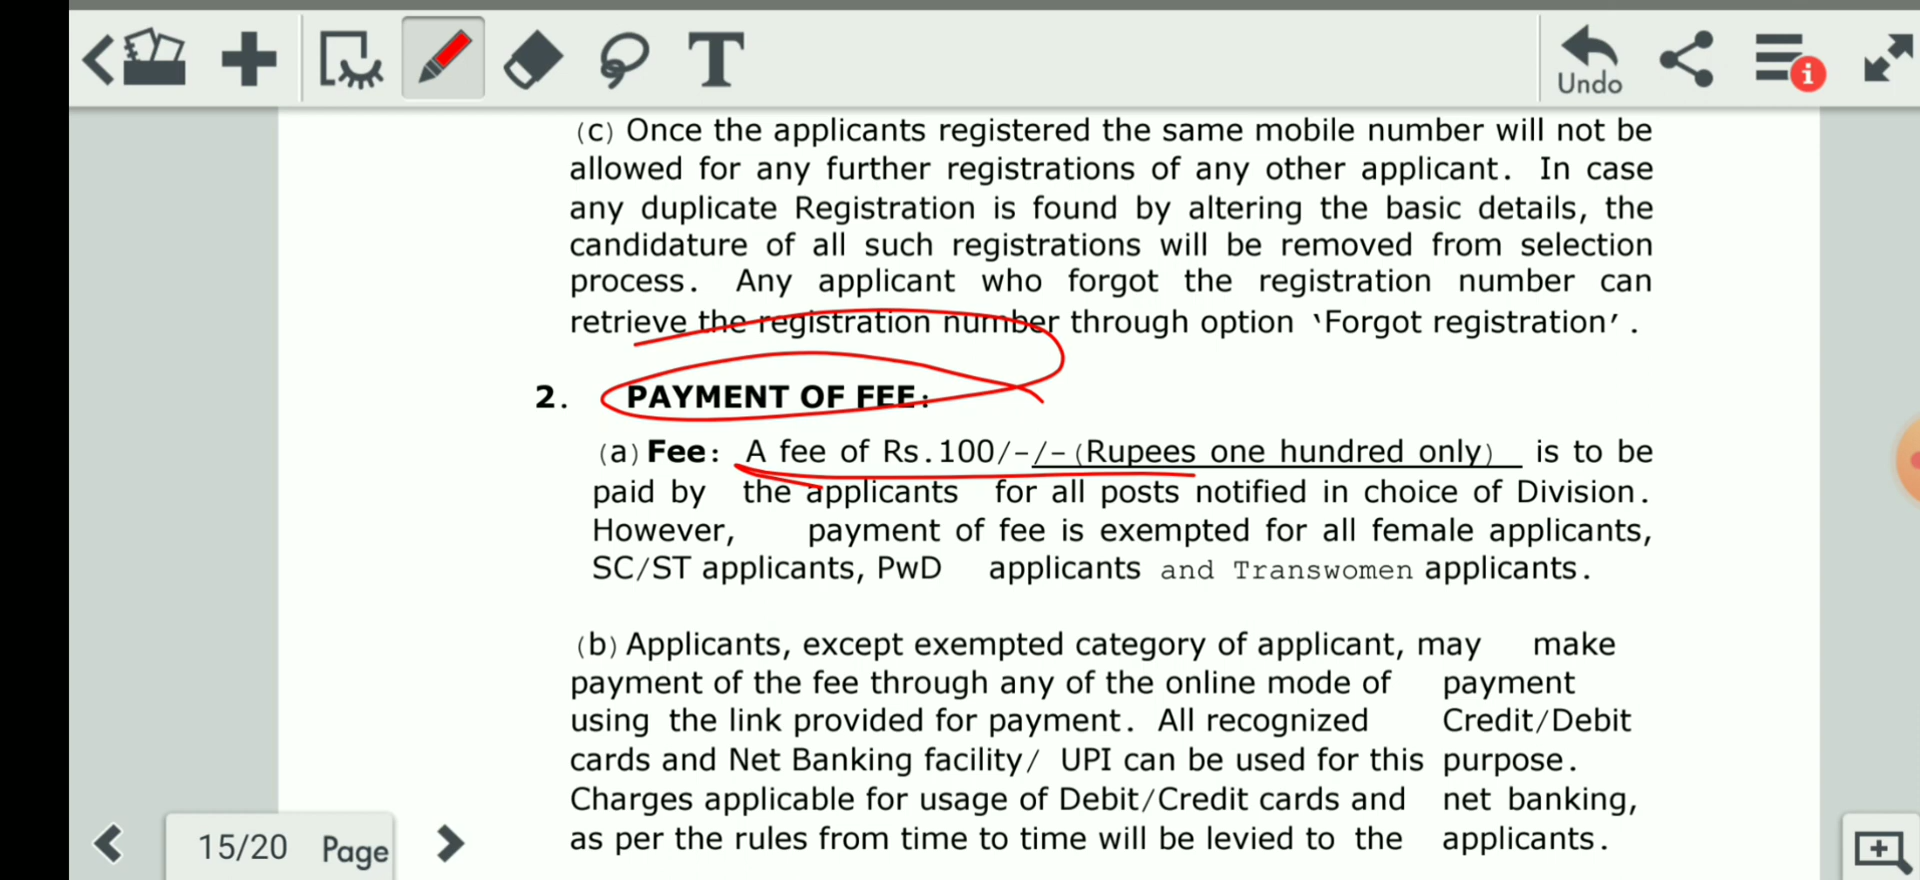 T
Undo
i
(c) Once the applicants registered the same mobile number will not be
allowed for any further registrations of any other applicant. In case
any duplicate Registration is found by altering the basic details, the
candidature of all such registrations will be removed from selection
process. Any applicant who forgot the registration number can
retrieve the registration number through option ‘Forgot registration’.
2. PAYMENT OF FEE:
(a) Fee: A fee of Rs.100/-/-(Rupees one hundred only) is to be
paid by the applicants for all posts notified in choice of Division.
However, payment of fee is exempted for all female applicants,
SC/ST applicants, PwD applicants and Transwomen applicants.
(b) Applicants, except exempted category of applicant, may make
payment of the fee through any of the online mode of payment
using the link provided for payment. All recognized Credit/Debit
cards and Net Banking facility/ UPI can be used for this purpose.
Charges applicable for usage of Debit/Credit cards and net banking,
as per the rules from time to time will be levied to the applicants.
15/20 Page